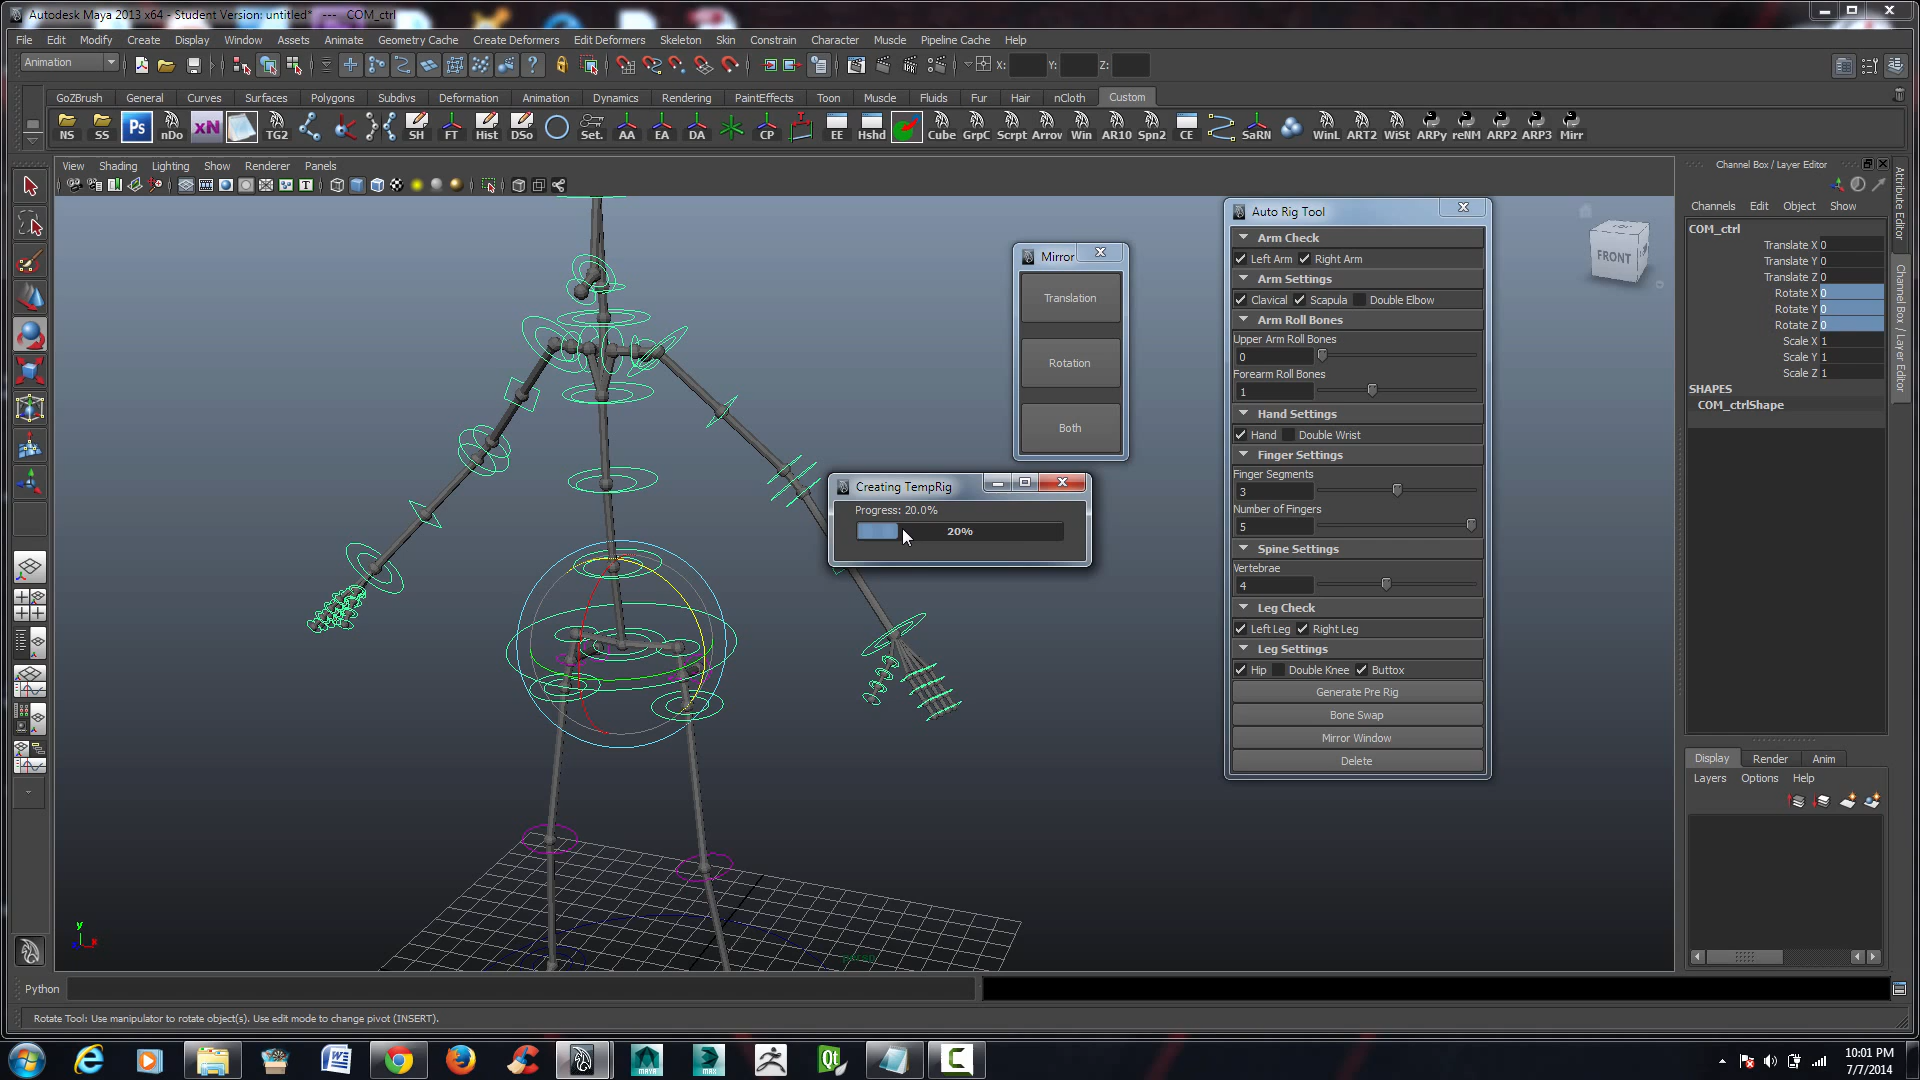 Autodesk Maya 2013 x64 - Student Version: untitled* --- COM_ctrl
File Edit Modify Create Display Window Assets Animate Geometry Cache Create Deformers Edit Deformers Skeleton Skin Constrain Character Muscle Pipeline Cache Help
Animation X: Y: Z:
GoZBrush General Curves Surfaces Polygons Subdivs Deformation Animation Dynamics Rendering PaintEffects Toon Muscle Fluids Fur Hair nCloth Custom
NS SS Ps nDo xN TG2 SH FT Hist DSo Set. AA EA DA CP EE Hshd Cube GrpC Scrpt Arrow Win AR10 Spn2 CE SaRN WinL ART2 WiSt ARPy reNM ARP2 ARP3 Mirr
View Shading Lighting Show Renderer Panels
Channel Box / Layer Editor
Channels Edit Object Show
COM_ctrl
Translate X 0
Translate Y 0
Translate Z 0
Rotate X 0
Rotate Y 0
Rotate Z 0
Scale X 1
Scale Y 1
Scale Z 1
SHAPES
COM_ctrlShape
Attribute Editor
Channel Box / Layer Editor
FRONT
Auto Rig Tool
Arm Check
Left Arm Right Arm
Arm Settings
Clavical Scapula Double Elbow
Arm Roll Bones
Upper Arm Roll Bones
0
Forearm Roll Bones
1
Hand Settings
Hand Double Wrist
Finger Settings
Finger Segments
3
Number of Fingers
5
Spine Settings
Vertebrae
4
Leg Check
Left Leg Right Leg
Leg Settings
Hip Double Knee Buttox
Generate Pre Rig
Bone Swap
Mirror Window
Delete
Mirror
Translation
Rotation
Both
Creating TempRig
Progress: 20.0%
20%
Display Render Anim
Layers Options Help
y
x
persp
Python
Rotate Tool: Use manipulator to rotate object(s). Use edit mode to change pivot (INSERT).
MAYA
MAX
Qt
10:01 PM
7/7/2014